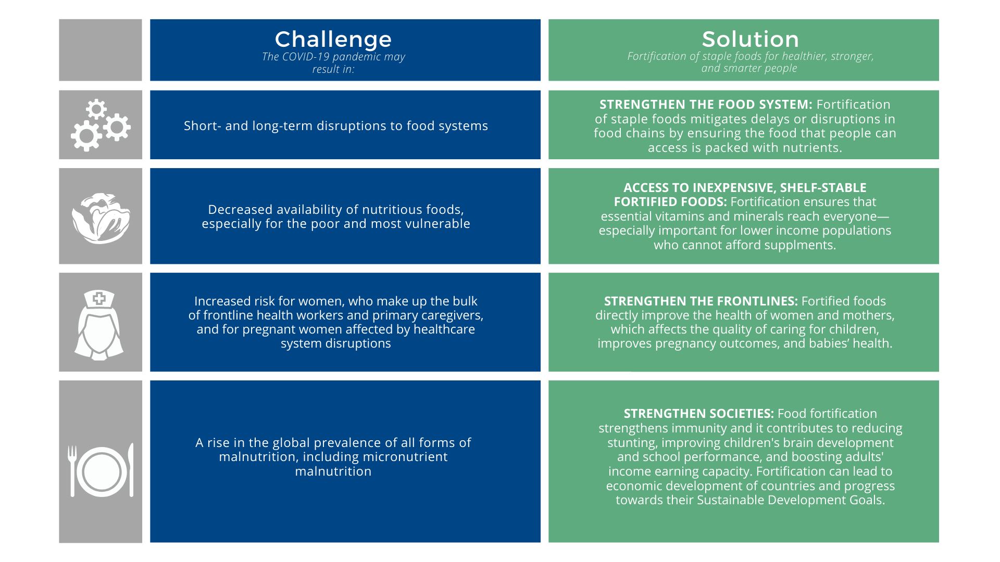 Challenge
The COVID-19 pandemic may
result in:
Solution
Fortification of staple foods for healthier, stronger,
and smarter people
Short- and long-term disruptions to food systems
STRENGTHEN THE FOOD SYSTEM: Fortification
of staple foods mitigates delays or disruptions in
food chains by ensuring the food that people can
access is packed with nutrients.
Decreased availability of nutritious foods,
especially for the poor and most vulnerable
ACCESS TO INEXPENSIVE, SHELF-STABLE
FORTIFIED FOODS: Fortification ensures that
essential vitamins and minerals reach everyone—
especially important for lower income populations
who cannot afford supplments.
Increased risk for women, who make up the bulk
of frontline health workers and primary caregivers,
and for pregnant women affected by healthcare
system disruptions
STRENGTHEN THE FRONTLINES: Fortified foods
directly improve the health of women and mothers,
which affects the quality of caring for children,
improves pregnancy outcomes, and babies’ health.
A rise in the global prevalence of all forms of
malnutrition, including micronutrient
malnutrition
STRENGTHEN SOCIETIES: Food fortification
strengthens immunity and it contributes to reducing
stunting, improving children's brain development
and school performance, and boosting adults'
income earning capacity. Fortification can lead to
economic development of countries and progress
towards their Sustainable Development Goals.